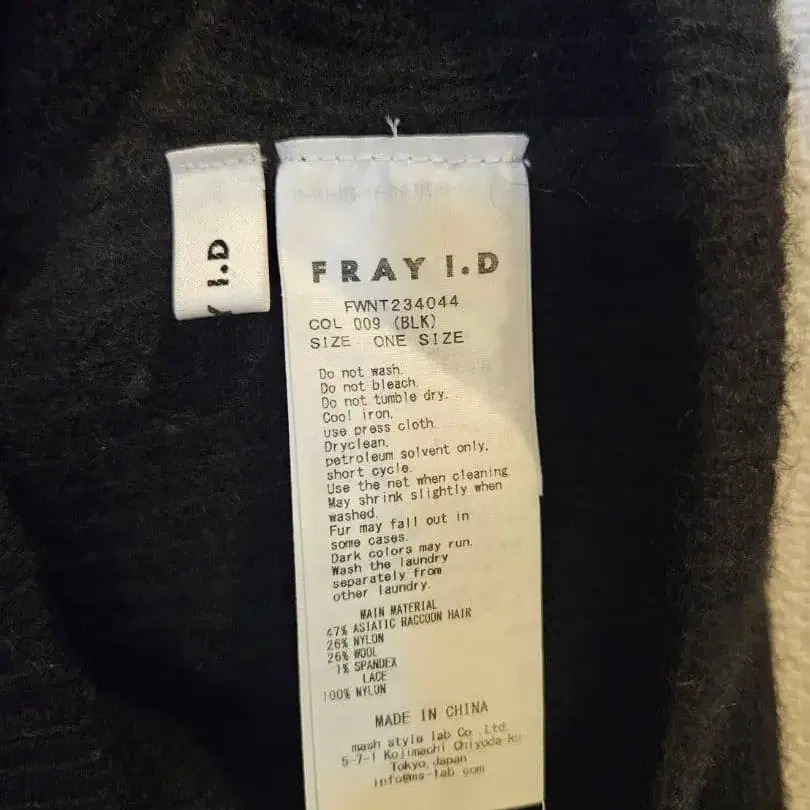 Y I.D
FRAY I.D
FWNT234044
COL 009 (BLK)
SIZE ONE SIZE
Do not wash.
Do not bleach.
Do not tumble dry.
Cool iron,
use press cloth.
Dryclean,
petroleum solvent only,
short cycle.
Use the net when cleaning
May shrink slightly when
washed.
Fur may fall out in
some cases.
Dark colors may run.
Wash the laundry
separately from
other laundry.
MAIN MATERIAL
47% ASIATIC RACCOON HAIR
26% NYLON
26% WOOL
1% SPANDEX
LACE
100% NYLON
MADE IN CHINA
mash style lab Co.,Ltd.
5-7-1 Kojimachi Chiyoda-ku
Tokyo,Japan
info@ms-lab.com